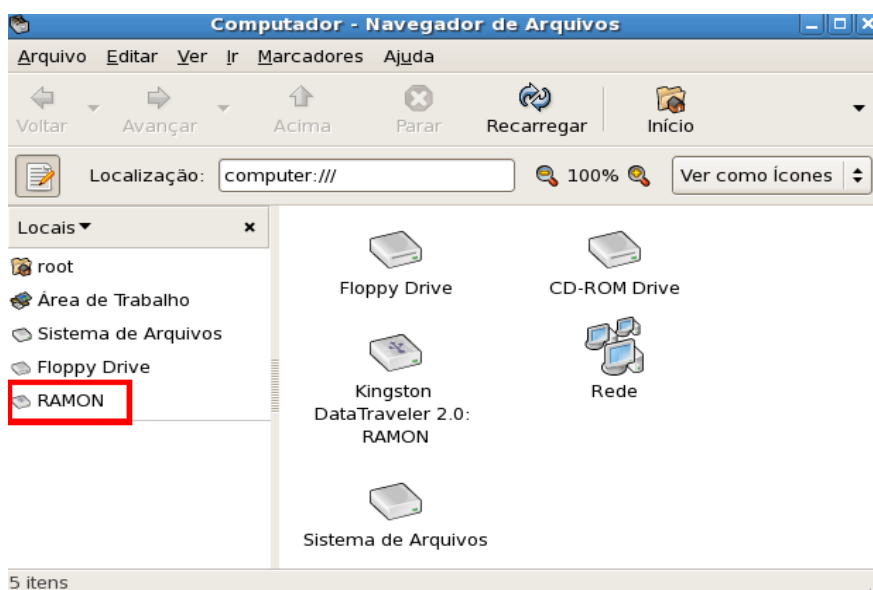 Computador - Navegador de Arquivos
Arquivo Editar Ver Ir Marcadores Ajuda
Voltar Avançar Acima Parar Recarregar Início
Localização: computer:/// 100% Ver como Ícones
Locais
root
Área de Trabalho
Sistema de Arquivos
Floppy Drive
RAMON
Floppy Drive
CD-ROM Drive
Kingston
DataTraveler 2.0:
RAMON
Rede
Sistema de Arquivos
5 itens